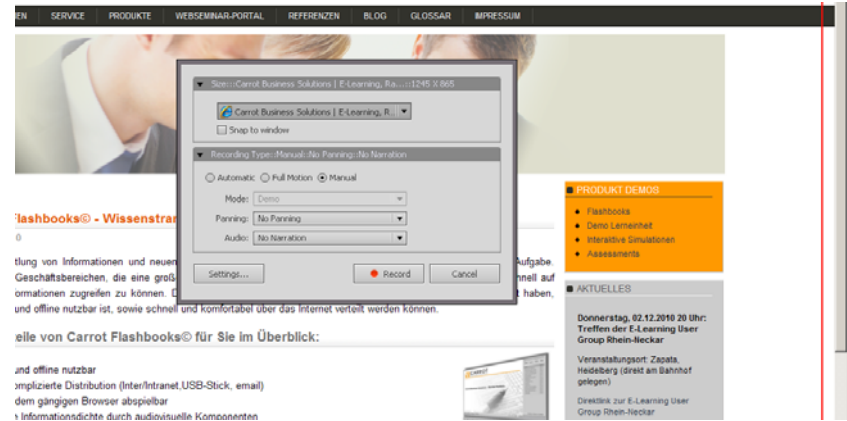 EN SERVICE PRODUKTE WEBSEMINAR-PORTAL REFERENZEN BLOG GLOSSAR IMPRESSUM
Size:::Carrot Business Solutions | E-Learning, Ra...::1245 X 865
Carrot Business Solutions | E-Learning, R..
Snap to window
Recording Type::Manual::No Panning::No Narration
Automatic Full Motion Manual
Mode: Demo
Panning: No Panning
Audio: No Narration
Settings... Record Cancel
lashbooks© - Wissenstra
0
tlung von Informationen und neuen
Aufgabe.
Geschäftsbereichen, die eine groß
hnell auf
ormationen zugreifen zu können. D
t haben,
und offline nutzbar ist, sowie schnell und komfortabel über das Internet verteilt werden können.
eile von Carrot Flashbooks© für Sie im Überblick:
und offline nutzbar
omplizierte Distribution (Inter/Intranet,USB-Stick, email)
dem gängigen Browser abspielbar
Informationsdichte durch audiovisuelle Komponenten
PRODUKT DEMOS
Flashbooks
Demo Lerneinheit
Interaktive Simulationen
Assessments
AKTUELLES
Donnerstag, 02.12.2010 20 Uhr:
Treffen der E-Learning User
Group Rhein-Neckar
Veranstaltungsort: Zapata,
Heidelberg (direkt am Bahnhof
gelegen)
Direktlink zur E-Learning User
Group Rhein-Neckar